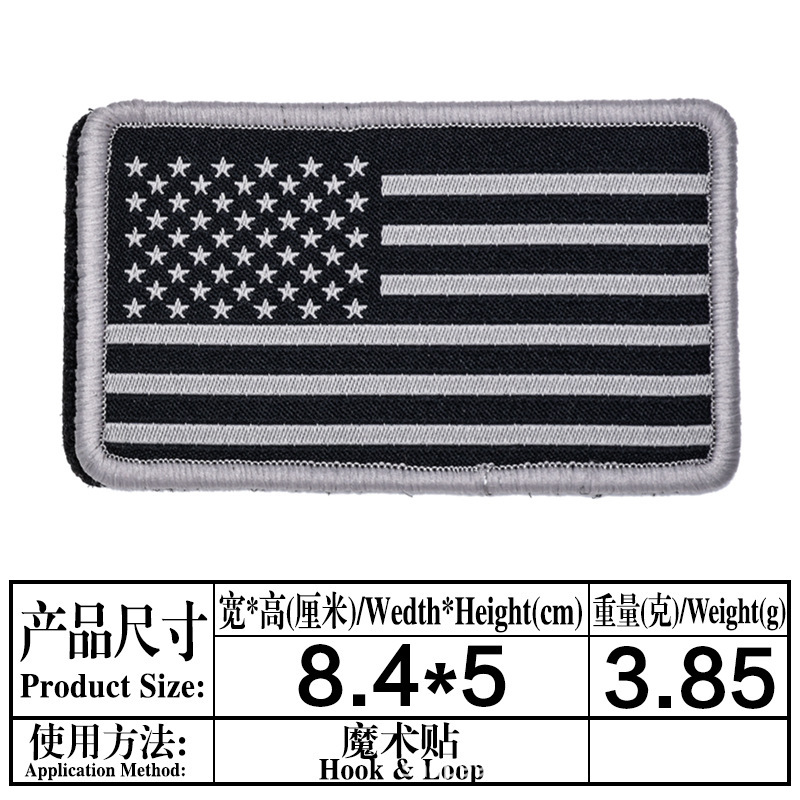 产品尺寸
Product Size:
宽*高(厘米)/Wedth*Height(cm)
重量(克)/Weight(g)
8.4*5
3.85
使用方法:
Application Method:
魔术贴
Hook & Loop